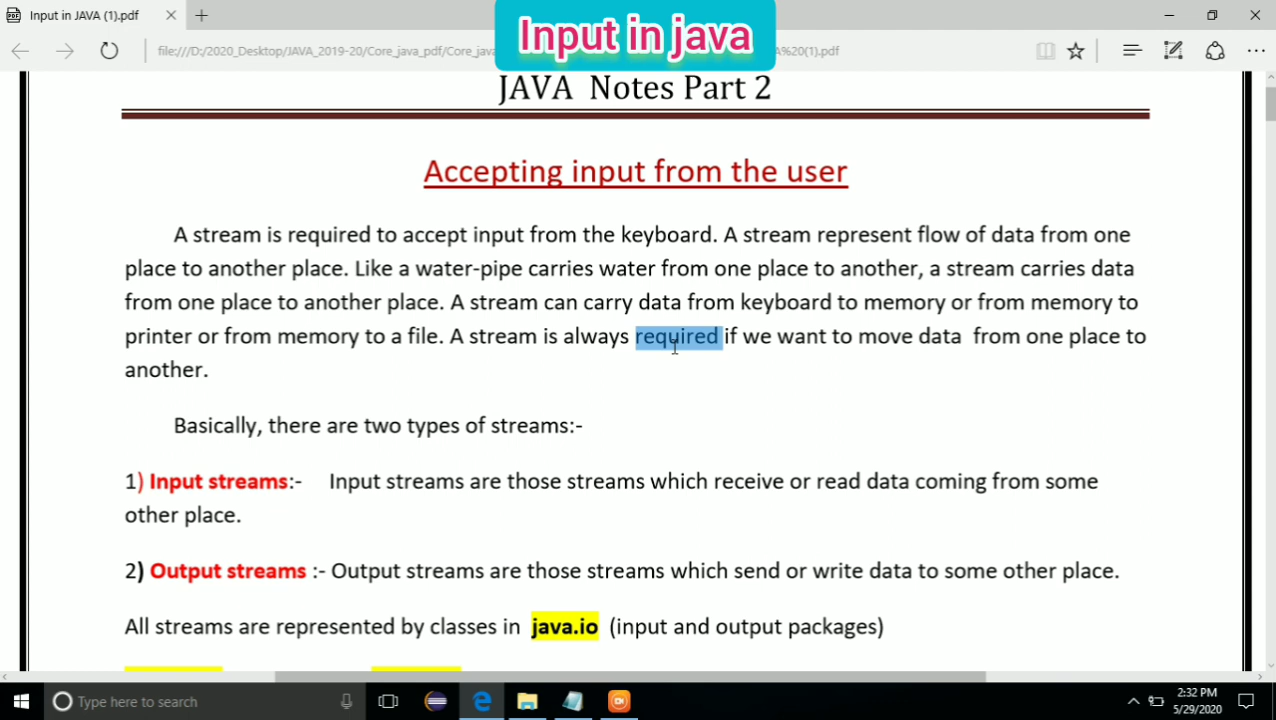 Input in JAVA (1).pdf
Input in java
file:///D:/2020_Desktop/JAVA_2019-20/Core_java_pdf/Core_jav
A%20(1).pdf
JAVA Notes Part 2
Accepting input from the user
A stream is required to accept input from the keyboard. A stream represent flow of data from one
place to another place. Like a water-pipe carries water from one place to another, a stream carries data
from one place to another place. A stream can carry data from keyboard to memory or from memory to
printer or from memory to a file. A stream is always required if we want to move data from one place to
another.
Basically, there are two types of streams:-
1) Input streams:- Input streams are those streams which receive or read data coming from some
other place.
2) Output streams :- Output streams are those streams which send or write data to some other place.
All streams are represented by classes in java.io (input and output packages)
Type here to search
2:32 PM
5/29/2020